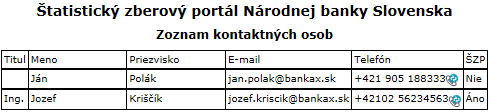 Štatistický zberový portál Národnej banky Slovenska
Zoznam kontaktných osob
Titul Meno Priezvisko E-mail Telefón ŠZP
Ján Polák jan.polak@bankax.sk +421 905 188333 Nie
Ing. Jozef Kriščík jozef.kriscik@bankax.sk +42102 56234563 Áno